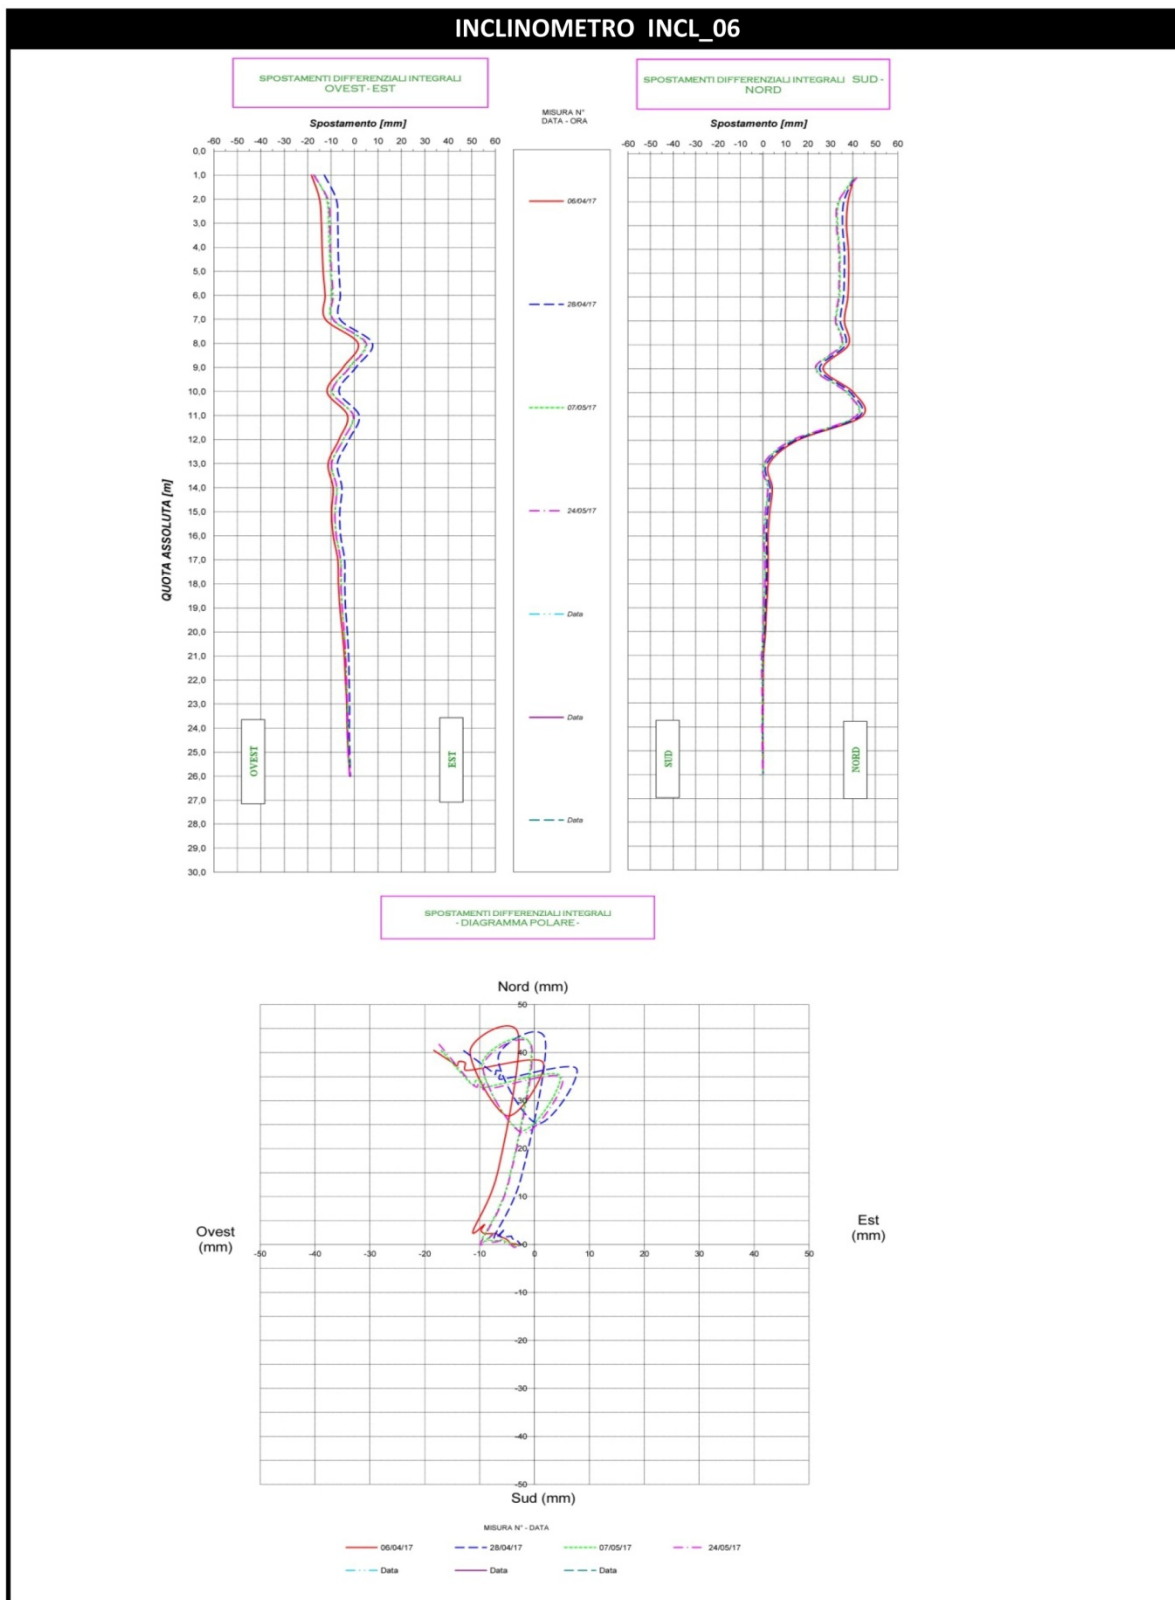 INCLINOMETRO INCL_06
SPOSTAMENTI DIFFERENZIALI INTEGRALI
OVEST-EST
SPOSTAMENTI DIFFERENZIALI INTEGRALI SUD -
NORD
MISURA N°
DATA - ORA
Spostamento [mm]
-60 -50 -40 -30 -20 -10 0 10 20 30 40 50 60
Spostamento [mm]
-60 -50 -40 -30 -20 -10 0 10 20 30 40 50 60
QUOTA ASSOLUTA [m]
0,0
1,0
2,0
3,0
4,0
5,0
6,0
7,0
8,0
9,0
10,0
11,0
12,0
13,0
14,0
15,0
16,0
17,0
18,0
19,0
20,0
21,0
22,0
23,0
24,0
25,0
26,0
27,0
28,0
29,0
30,0
OVEST
EST
06/04/17
28/04/17
07/05/17
24/05/17
Data
Data
Data
SUD
NORD
SPOSTAMENTI DIFFERENZIALI INTEGRALI
- DIAGRAMMA POLARE -
Nord (mm)
50
40
30
20
10
0
-10
-20
-30
-40
-50
Ovest
(mm)
-50 -40 -30 -20 -10 0 10 20 30 40 50
Est
(mm)
Sud (mm)
MISURA N° - DATA
06/04/17 28/04/17 07/05/17 24/05/17
Data Data Data